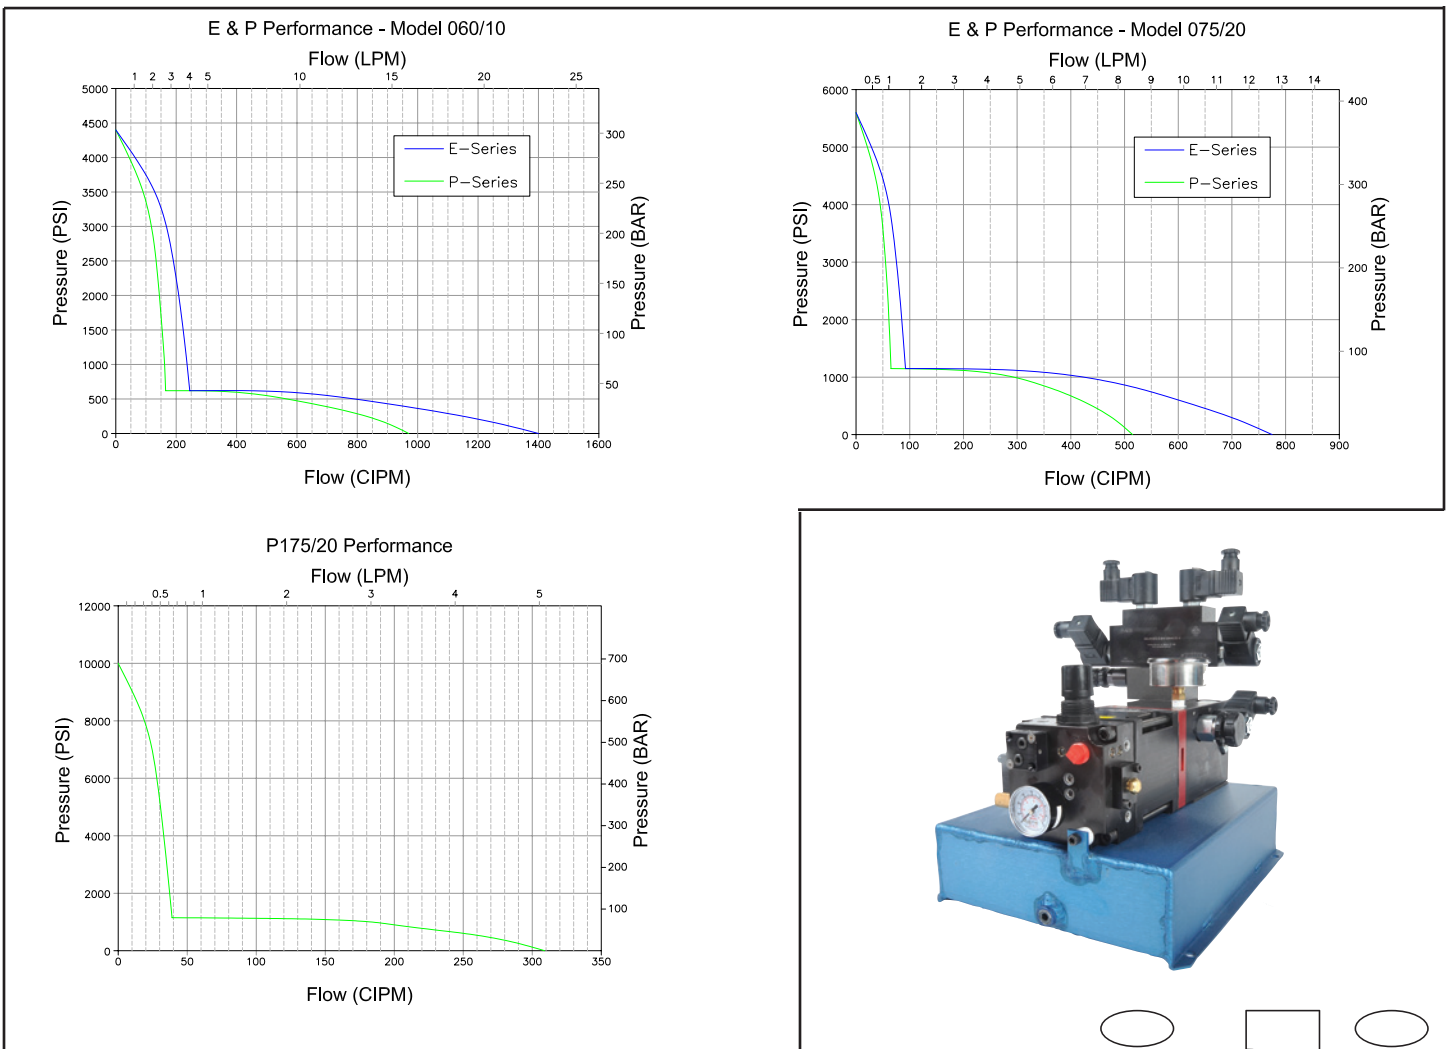 E & P Performance - Model 060/10
Flow (LPM)
1 2 3 4 5 10 15 20 25
5000
4500
4000
3500
3000
2500
2000
1500
1000
500
0
Pressure (PSI)
E-Series
P-Series
300
250
200
150
100
50
Pressure (BAR)
0 200 400 600 800 1000 1200 1400 1600
Flow (CIPM)
E & P Performance - Model 075/20
Flow (LPM)
0.5 1 2 3 4 5 6 7 8 9 10 11 12 13 14
6000
5000
4000
3000
2000
1000
0
Pressure (PSI)
E-Series
P-Series
400
300
200
100
Pressure (BAR)
0 100 200 300 400 500 600 700 800 900
Flow (CIPM)
P175/20 Performance
Flow (LPM)
0.5 1 2 3 4 5
12000
10000
8000
6000
4000
2000
0
Pressure (PSI)
700
600
500
400
300
200
100
Pressure (BAR)
0 50 100 150 200 250 300 350
Flow (CIPM)